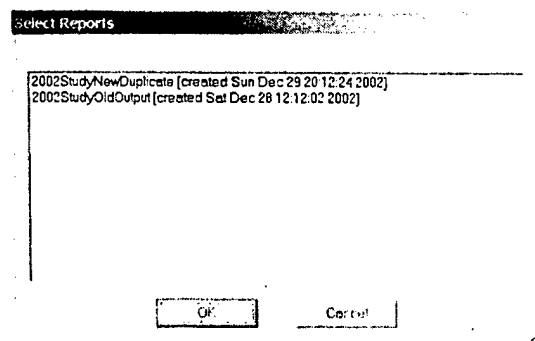 Select Reports
2002StudyNewDuplicate [created Sun Dec 29 20:12:24 2002]
2002StudyOldOutput [created Sat Dec 28 12:12:02 2002]
OK
Cancel